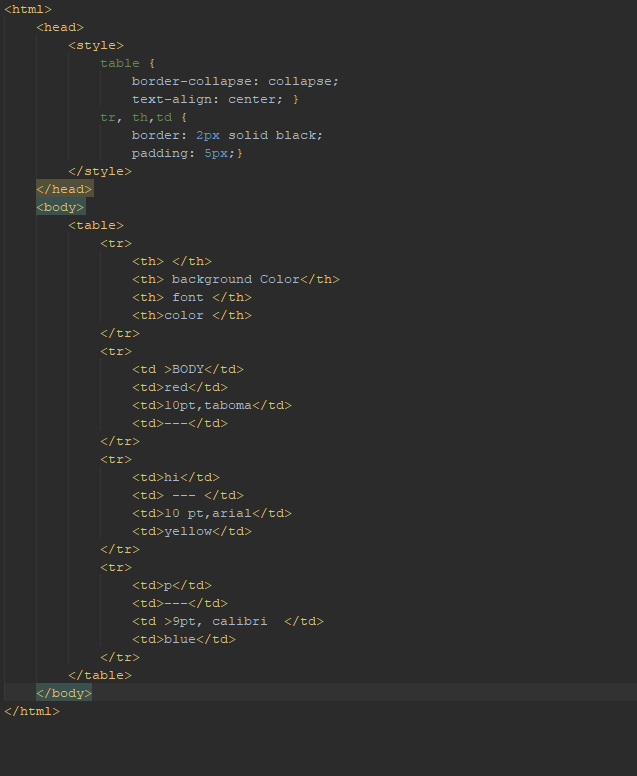 <html>
<head>
<style>
table {
border-collapse: collapse;
text-align: center; }
tr, th,td {
border: 2px solid black;
padding: 5px;}
</style>
</head>
<body>
<table>
<tr>
<th> </th>
<th> background Color</th>
<th> font </th>
<th>color </th>
</tr>
<tr>
<td >BODY</td>
<td>red</td>
<td>10pt,taboma</td>
<td>---</td>
</tr>
<tr>
<td>hi</td>
<td> --- </td>
<td>10 pt,arial</td>
<td>yellow</td>
</tr>
<tr>
<td>p</td>
<td>---</td>
<td >9pt, calibri  </td>
<td>blue</td>
</tr>
</table>
</body>
</html>